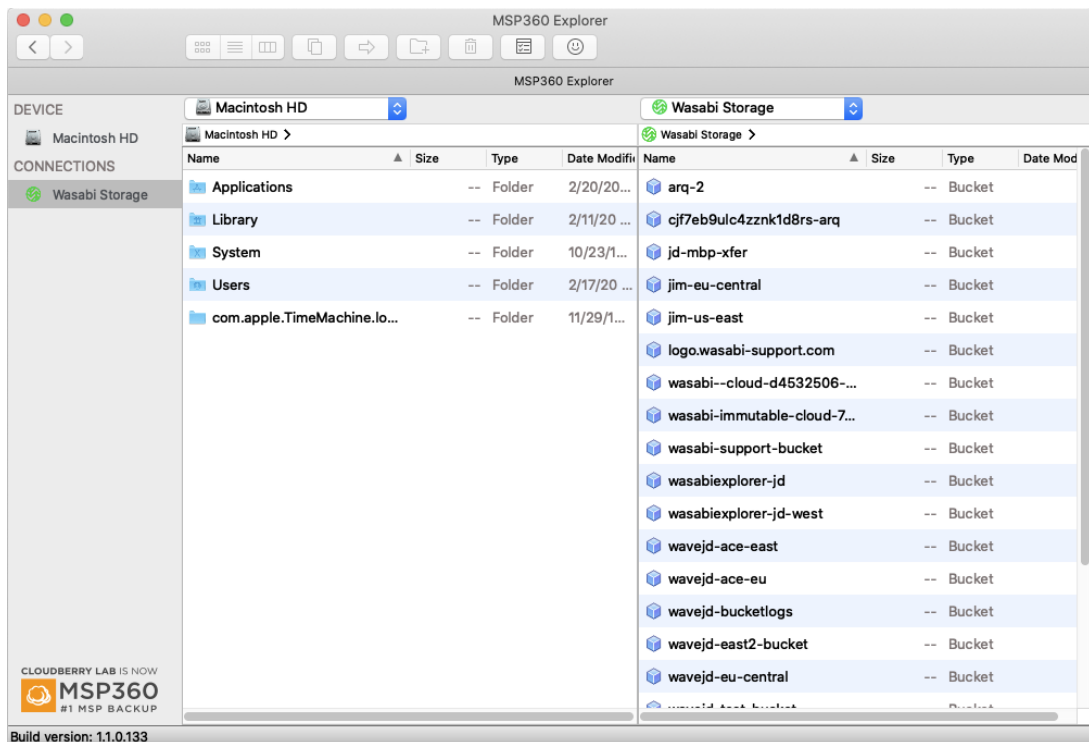 MSP360 Explorer
MSP360 Explorer
DEVICE
Macintosh HD
CONNECTIONS
Wasabi Storage
CLOUDBERRY LAB IS NOW
MSP360
#1 MSP BACKUP
Macintosh HD
Macintosh HD >
Name Size Type Date Modifi
Applications -- Folder 2/20/20...
Library -- Folder 2/11/20 ...
System -- Folder 10/23/1...
Users -- Folder 2/17/20 ...
com.apple.TimeMachine.lo... -- Folder 11/29/1...
Wasabi Storage
Wasabi Storage >
Name Size Type Date Mod
arq-2 -- Bucket
cjf7eb9ulc4zznk1d8rs-arq -- Bucket
jd-mbp-xfer -- Bucket
jim-eu-central -- Bucket
jim-us-east -- Bucket
logo.wasabi-support.com -- Bucket
wasabi--cloud-d4532506-... -- Bucket
wasabi-immutable-cloud-7... -- Bucket
wasabi-support-bucket -- Bucket
wasabiexplorer-jd -- Bucket
wasabiexplorer-jd-west -- Bucket
wavejd-ace-east -- Bucket
wavejd-ace-eu -- Bucket
wavejd-bucketlogs -- Bucket
wavejd-east2-bucket -- Bucket
wavejd-eu-central -- Bucket
Build version: 1.1.0.133